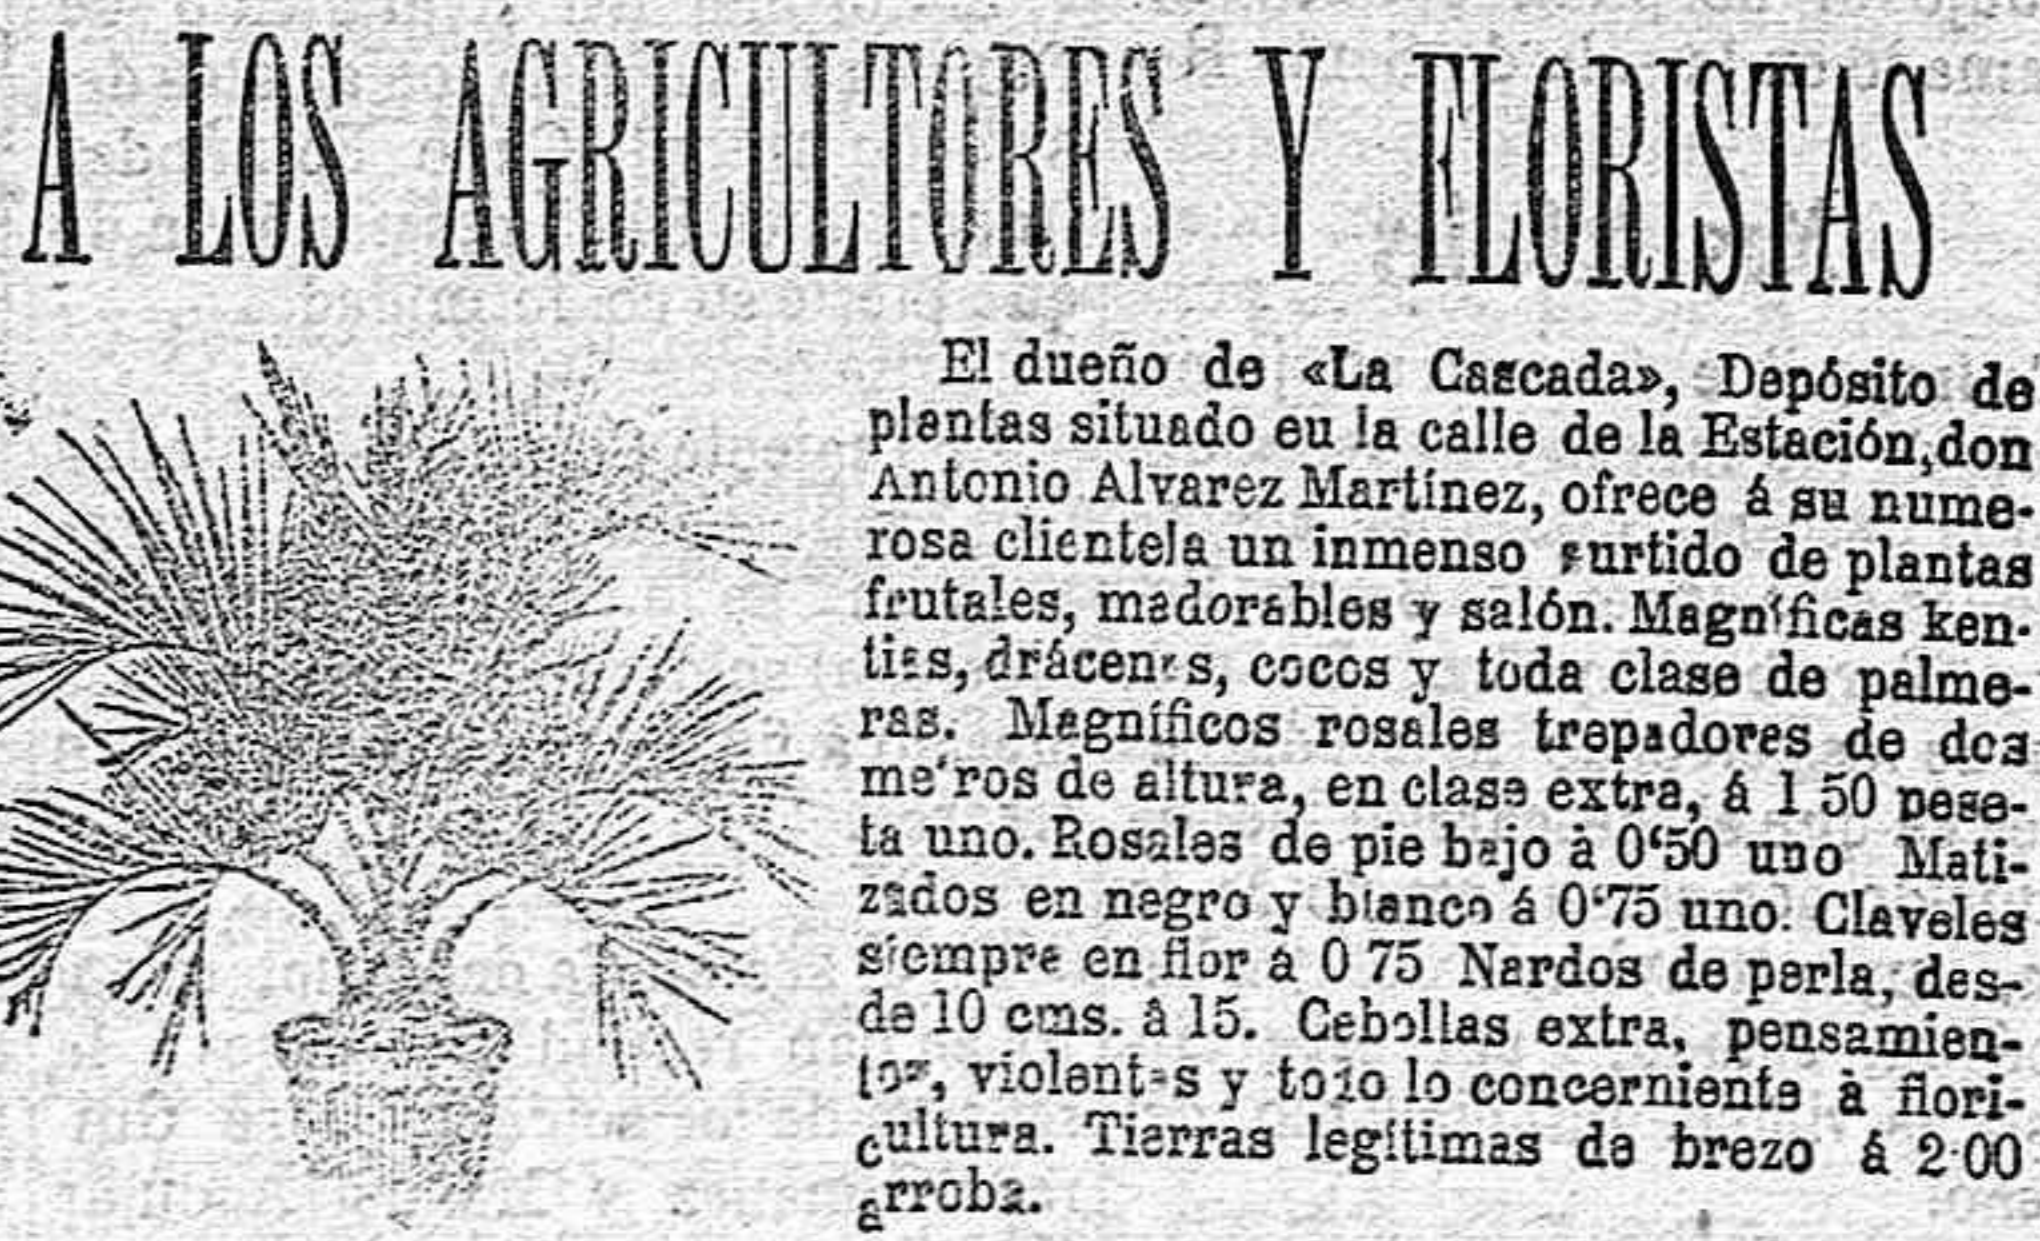 A LOS AGRICULTORES Y FLORISTAS
El dueño de «La Cascada», Depósito de
plantas situado eu la calle de la Estación, don
Antonio Alvarez Martínez, ofrece á su nume-
rosa clientela un inmenso surtido de plantas
frutales, madorables y salón. Magníficas ken-
tias, drácenas, cocos y toda clase de palme-
ras. Magníficos rosales trepadores de dos
me'ros de altura, en clase extra, á 1 50 pese-
ta uno. Rosales de pie bajo à 0'50 uno Mati-
zados en negro y blanco á 0'75 uno. Claveles
siempre en flor á 0 75 Nardos de perla, des-
de 10 cms. á 15. Cebollas extra, pensamien-
tos, violentas y todo lo concerniente à flori-
cultura. Tierras legítimas de brezo á 2·00
arroba.